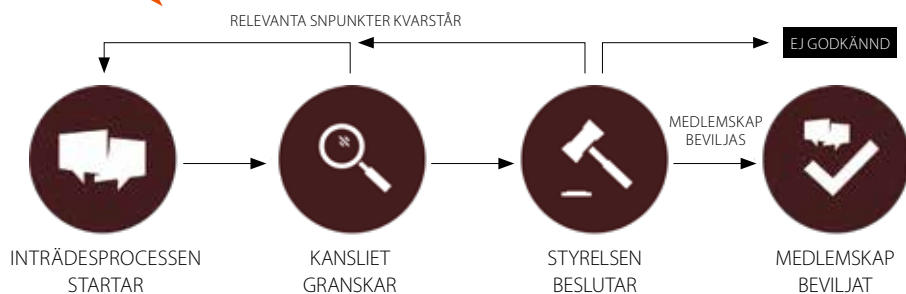 RELEVANTA SNPUNKTER KVARSTÅR
EJ GODKÄNND
MEDLEMSKAP
BEVILJAS
INTRÄDESPROCESSEN
STARTAR
KANSLIET
GRANSKAR
STYRELSEN
BESLUTAR
MEDLEMSKAP
BEVILJAT